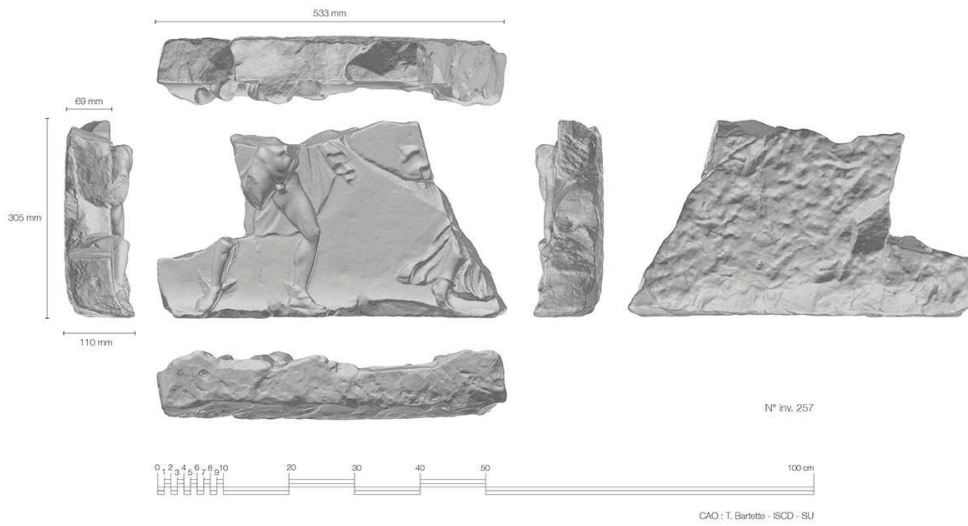 533 mm
69 mm
305 mm
110 mm
N° inv. 257
0 1 2 3 4 5 6 7 8 9 10 20 30 40 50 100 cm
CAO : T. Bartette - ISCD - SU